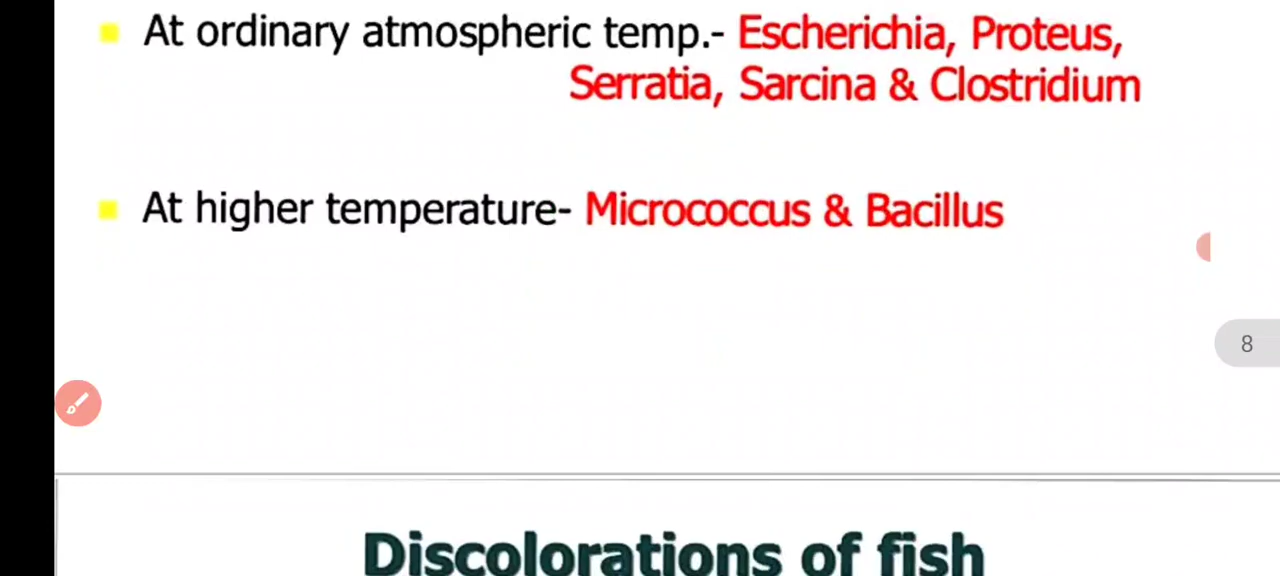 At ordinary atmospheric temp.- Escherichia, Proteus,
Serratia, Sarcina & Clostridium
At higher temperature- Micrococcus & Bacillus
8
Discolorations of fish